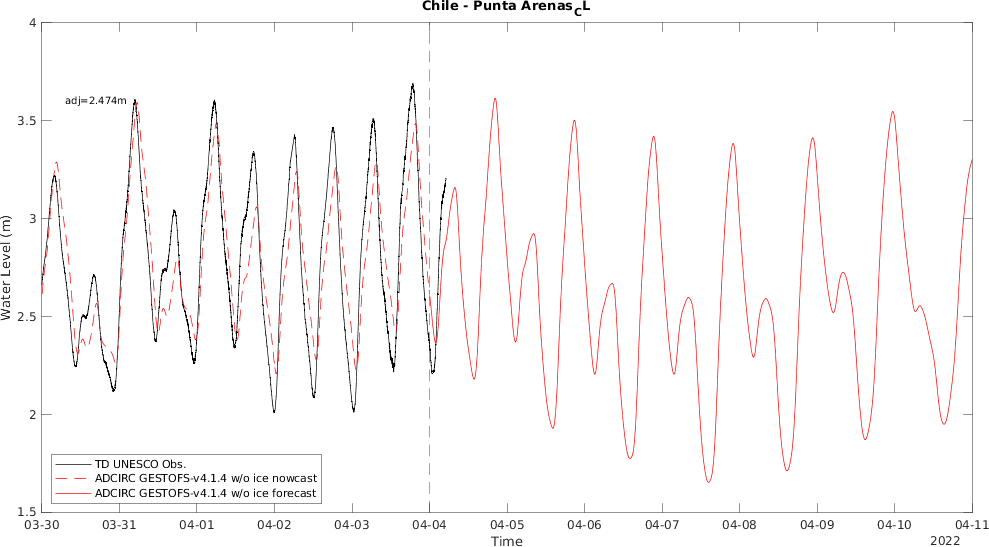 Chile - Punta Arenas_CL
4
adj=2.474m
3.5
3
Water Level (m)
2.5
2
TD UNESCO Obs.
ADCIRC GESTOFS-v4.1.4 w/o ice nowcast
ADCIRC GESTOFS-v4.1.4 w/o ice forecast
1.5
03-30 03-31 04-01 04-02 04-03 04-04 04-05 04-06 04-07 04-08 04-09 04-10 04-11
Time
2022